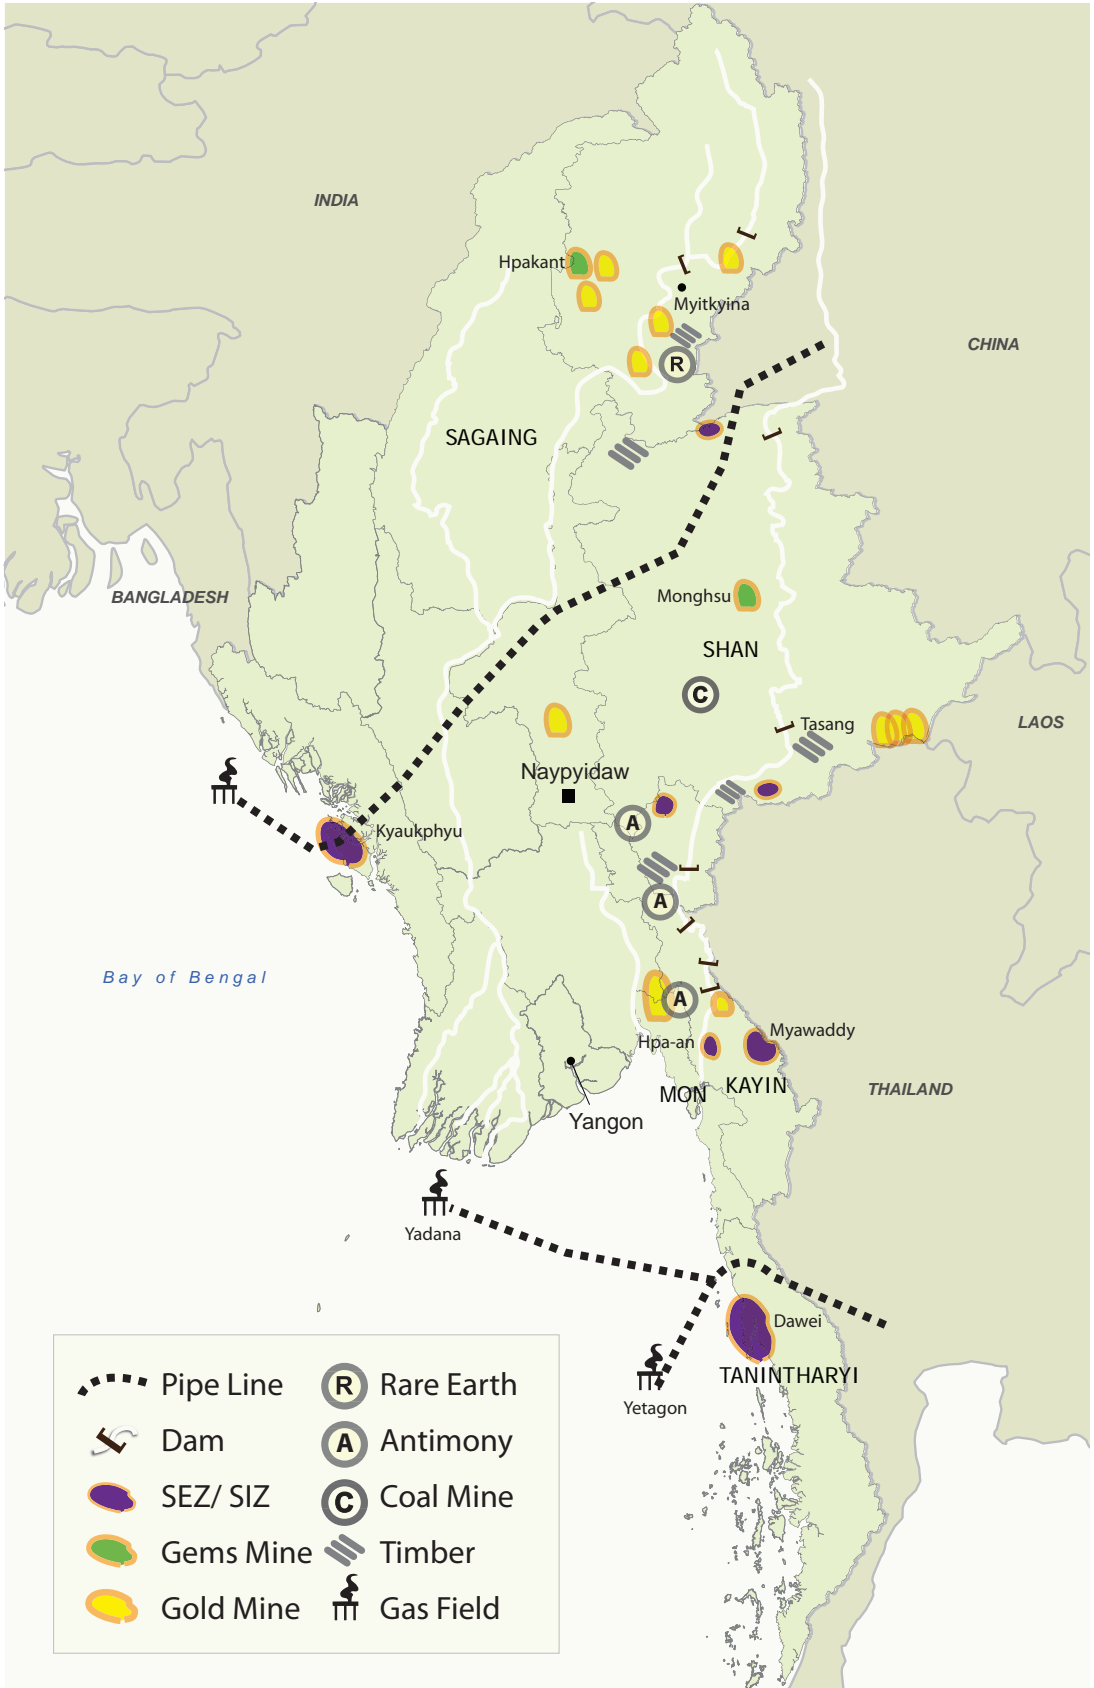 INDIA
Hpakant
Myitkyina
CHINA
SAGAING
BANGLADESH
Monghsu
SHAN
C
R
LAOS
Tasang
Naypyidaw
A
Kyaukphyu
A
Bay of Bengal
A
Myawaddy
Hpa-an
KAYIN
MON
THAILAND
Yangon
Yadana
Dawei
TANINTHARYI
Yetagon
Pipe Line
Dam
SEZ/ SIZ
Gems Mine
Gold Mine
R Rare Earth
A Antimony
C Coal Mine
Timber
Gas Field